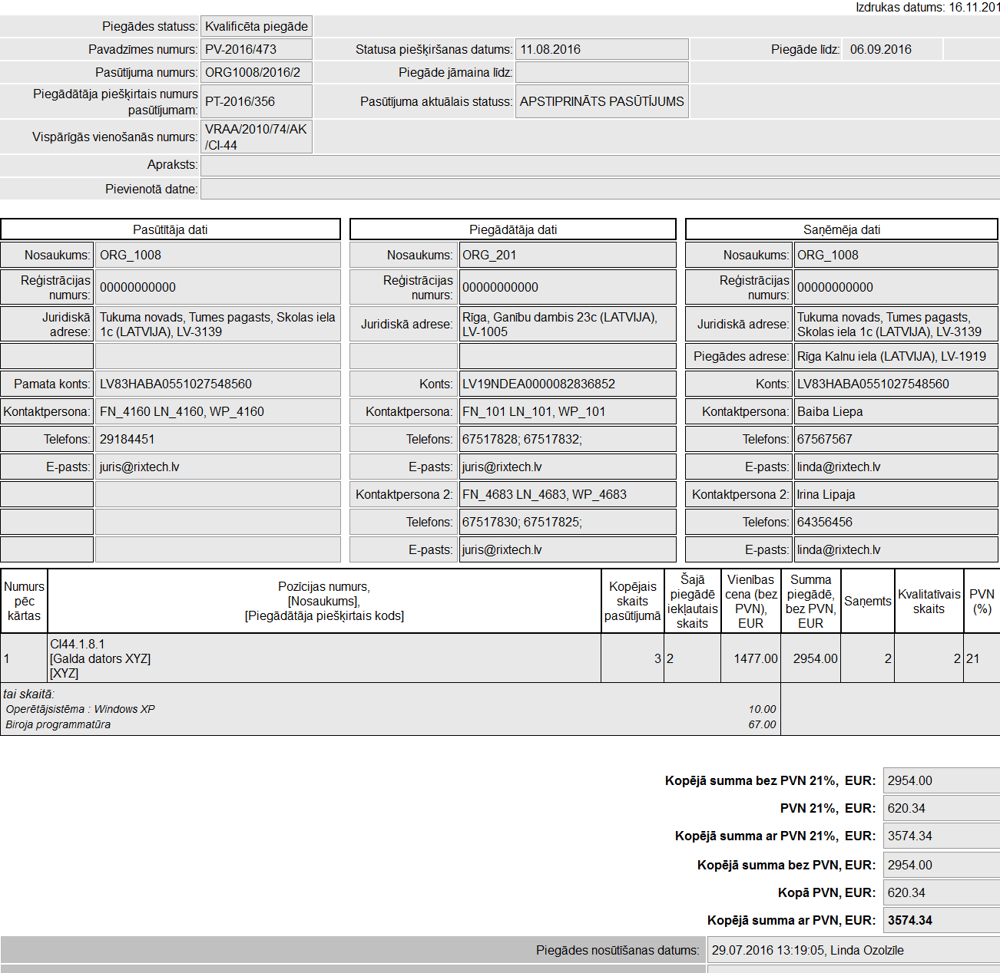 Izdrukas datums: 16.11.201
Piegādes statuss: Kvalificēta piegāde
Pavadzīmes numurs: PV-2016/473 Statusa piešķiršanas datums: 11.08.2016 Piegāde līdz: 06.09.2016
Pasūtījuma numurs: ORG1008/2016/2 Piegāde jāmaina līdz:
Piegādātāja piešķirtais numurs
pasūtījumam: PT-2016/356 Pasūtījuma aktuālais statuss: APSTIPRINĀTS PASŪTĪJUMS
Vispārīgās vienošanās numurs: VRAA/2010/74/AK
/CI-44
Apraksts:
Pievienotā datne:
Pasūtītāja dati
Nosaukums: ORG_1008
Reģistrācijas
numurs: 00000000000
Juridiskā
adrese: Tukuma novads, Tumes pagasts, Skolas iela
1c (LATVIJA), LV-3139
Pamata konts: LV83HABA0551027548560
Kontaktpersona: FN_4160 LN_4160, WP_4160
Telefons: 29184451
E-pasts: juris@rixtech.lv
Piegādātāja dati
Nosaukums: ORG_201
Reģistrācijas
numurs: 00000000000
Juridiskā adrese: Rīga, Ganību dambis 23c (LATVIJA),
LV-1005
Konts: LV19NDEA0000082836852
Kontaktpersona: FN_101 LN_101, WP_101
Telefons: 67517828; 67517832;
E-pasts: juris@rixtech.lv
Kontaktpersona 2: FN_4683 LN_4683, WP_4683
Telefons: 67517830; 67517825;
E-pasts: juris@rixtech.lv
Saņēmēja dati
Nosaukums: ORG_1008
Reģistrācijas
numurs: 00000000000
Juridiskā adrese: Tukuma novads, Tumes pagasts,
Skolas iela 1c (LATVIJA), LV-3139
Piegādes adrese: Rīga Kalnu iela (LATVIJA), LV-1919
Konts: LV83HABA0551027548560
Kontaktpersona: Baiba Liepa
Telefons: 67567567
E-pasts: linda@rixtech.lv
Kontaktpersona 2: Irina Lipaja
Telefons: 64356456
E-pasts: linda@rixtech.lv
Numurs
pēc
kārtas
Pozīcijas numurs,
[Nosaukums],
[Piegādātāja piešķirtais kods]
Kopējais
skaits
pasūtījumā
Šajā
piegādē
iekļautais
skaits
Vienības
cena (bez
PVN),
EUR
Summa
piegādē,
bez PVN,
EUR
Saņemts
Kvalitatīvais
skaits
PVN
(%)
1
CI44.1.8.1
[Galda dators XYZ]
[XYZ]
3 2 1477.00 2954.00 2 2 21
tai skaitā:
Operētājsistēma : Windows XP 10.00
Biroja programmatūra 67.00
Kopējā summa bez PVN 21%, EUR: 2954.00
PVN 21%, EUR: 620.34
Kopējā summa ar PVN 21%, EUR: 3574.34
Kopējā summa bez PVN, EUR: 2954.00
Kopā PVN, EUR: 620.34
Kopējā summa ar PVN, EUR: 3574.34
Piegādes nosūtīšanas datums: 29.07.2016 13:19:05, Linda Ozolzīle